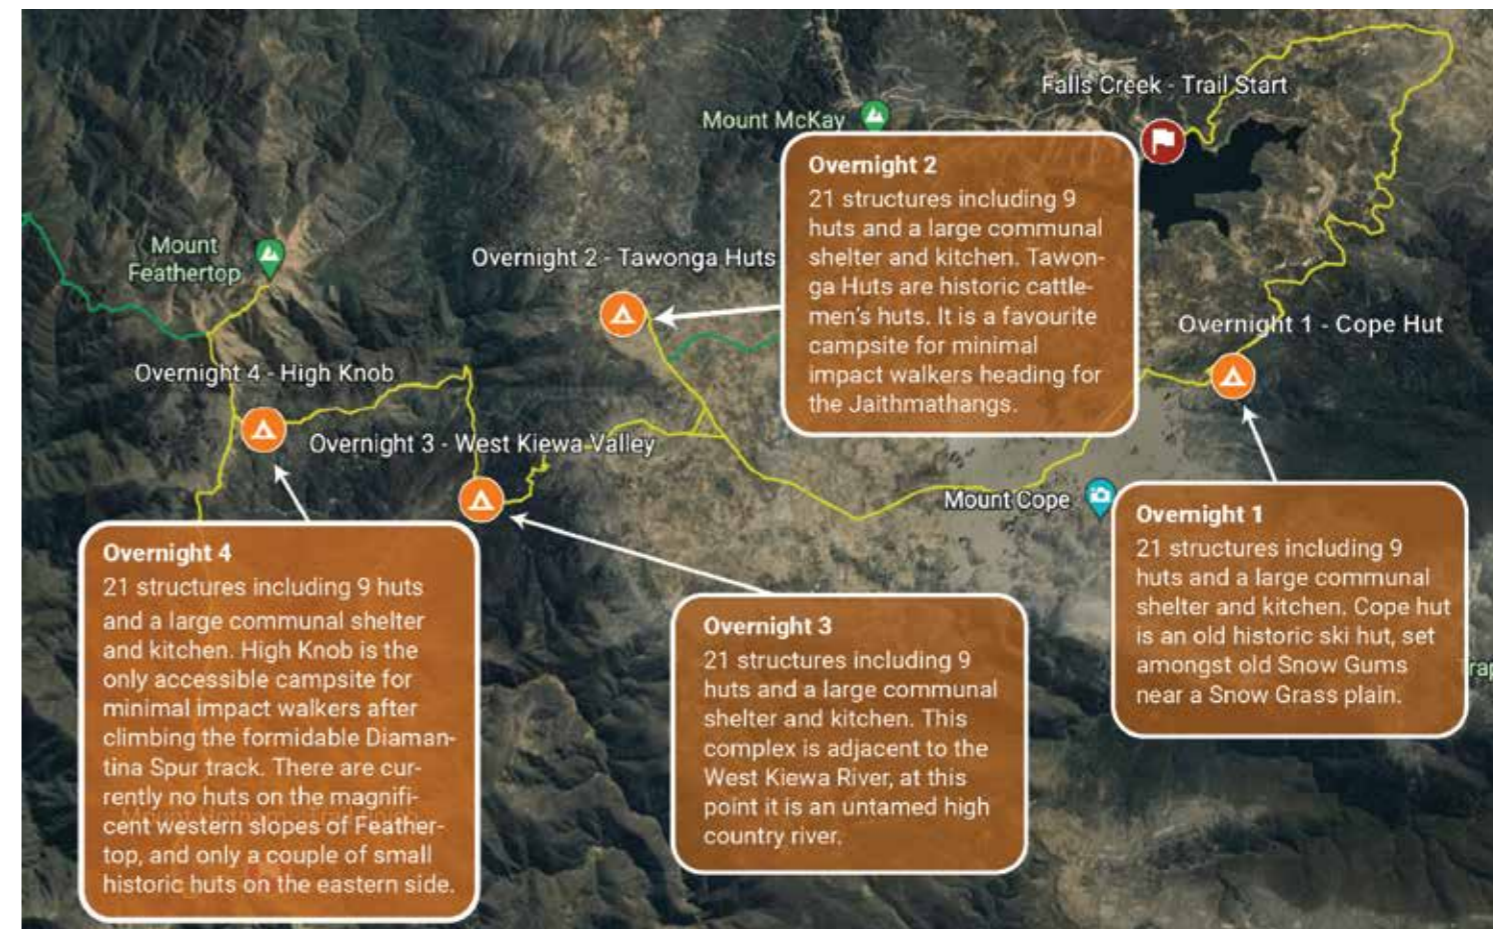 Falls Creek - Trail Start
Mount McKay
Overnight 2
21 structures including 9
huts and a large communal
shelter and kitchen. Tawon-
ga Huts are historic cattle-
men's huts. It is a favourite
campsite for minimal
impact walkers heading for
the Jaithmathangs.
Mount
Feathertop
Overnight 2 - Tawonga Huts
Overnight 1 - Cope Hut
Overnight 4 - High Knob
Overnight 3 - West Kiewa Valley
Mount Cope
Overnight 1
21 structures including 9
huts and a large communal
shelter and kitchen. Cope hut
is an old historic ski hut, set
amongst old Snow Gums
near a Snow Grass plain.
Overnight 4
21 structures including 9 huts
and a large communal shelter
and kitchen. High Knob is the
only accessible campsite for
minimal impact walkers after
climbing the formidable Diaman-
tina Spur track. There are cur-
rently no huts on the magnifi-
cent western slopes of Feather-
top, and only a couple of small
historic huts on the eastern side.
Overnight 3
21 structures including 9
huts and a large communal
shelter and kitchen. This
complex is adjacent to the
West Kiewa River, at this
point it is an untamed high
country river.